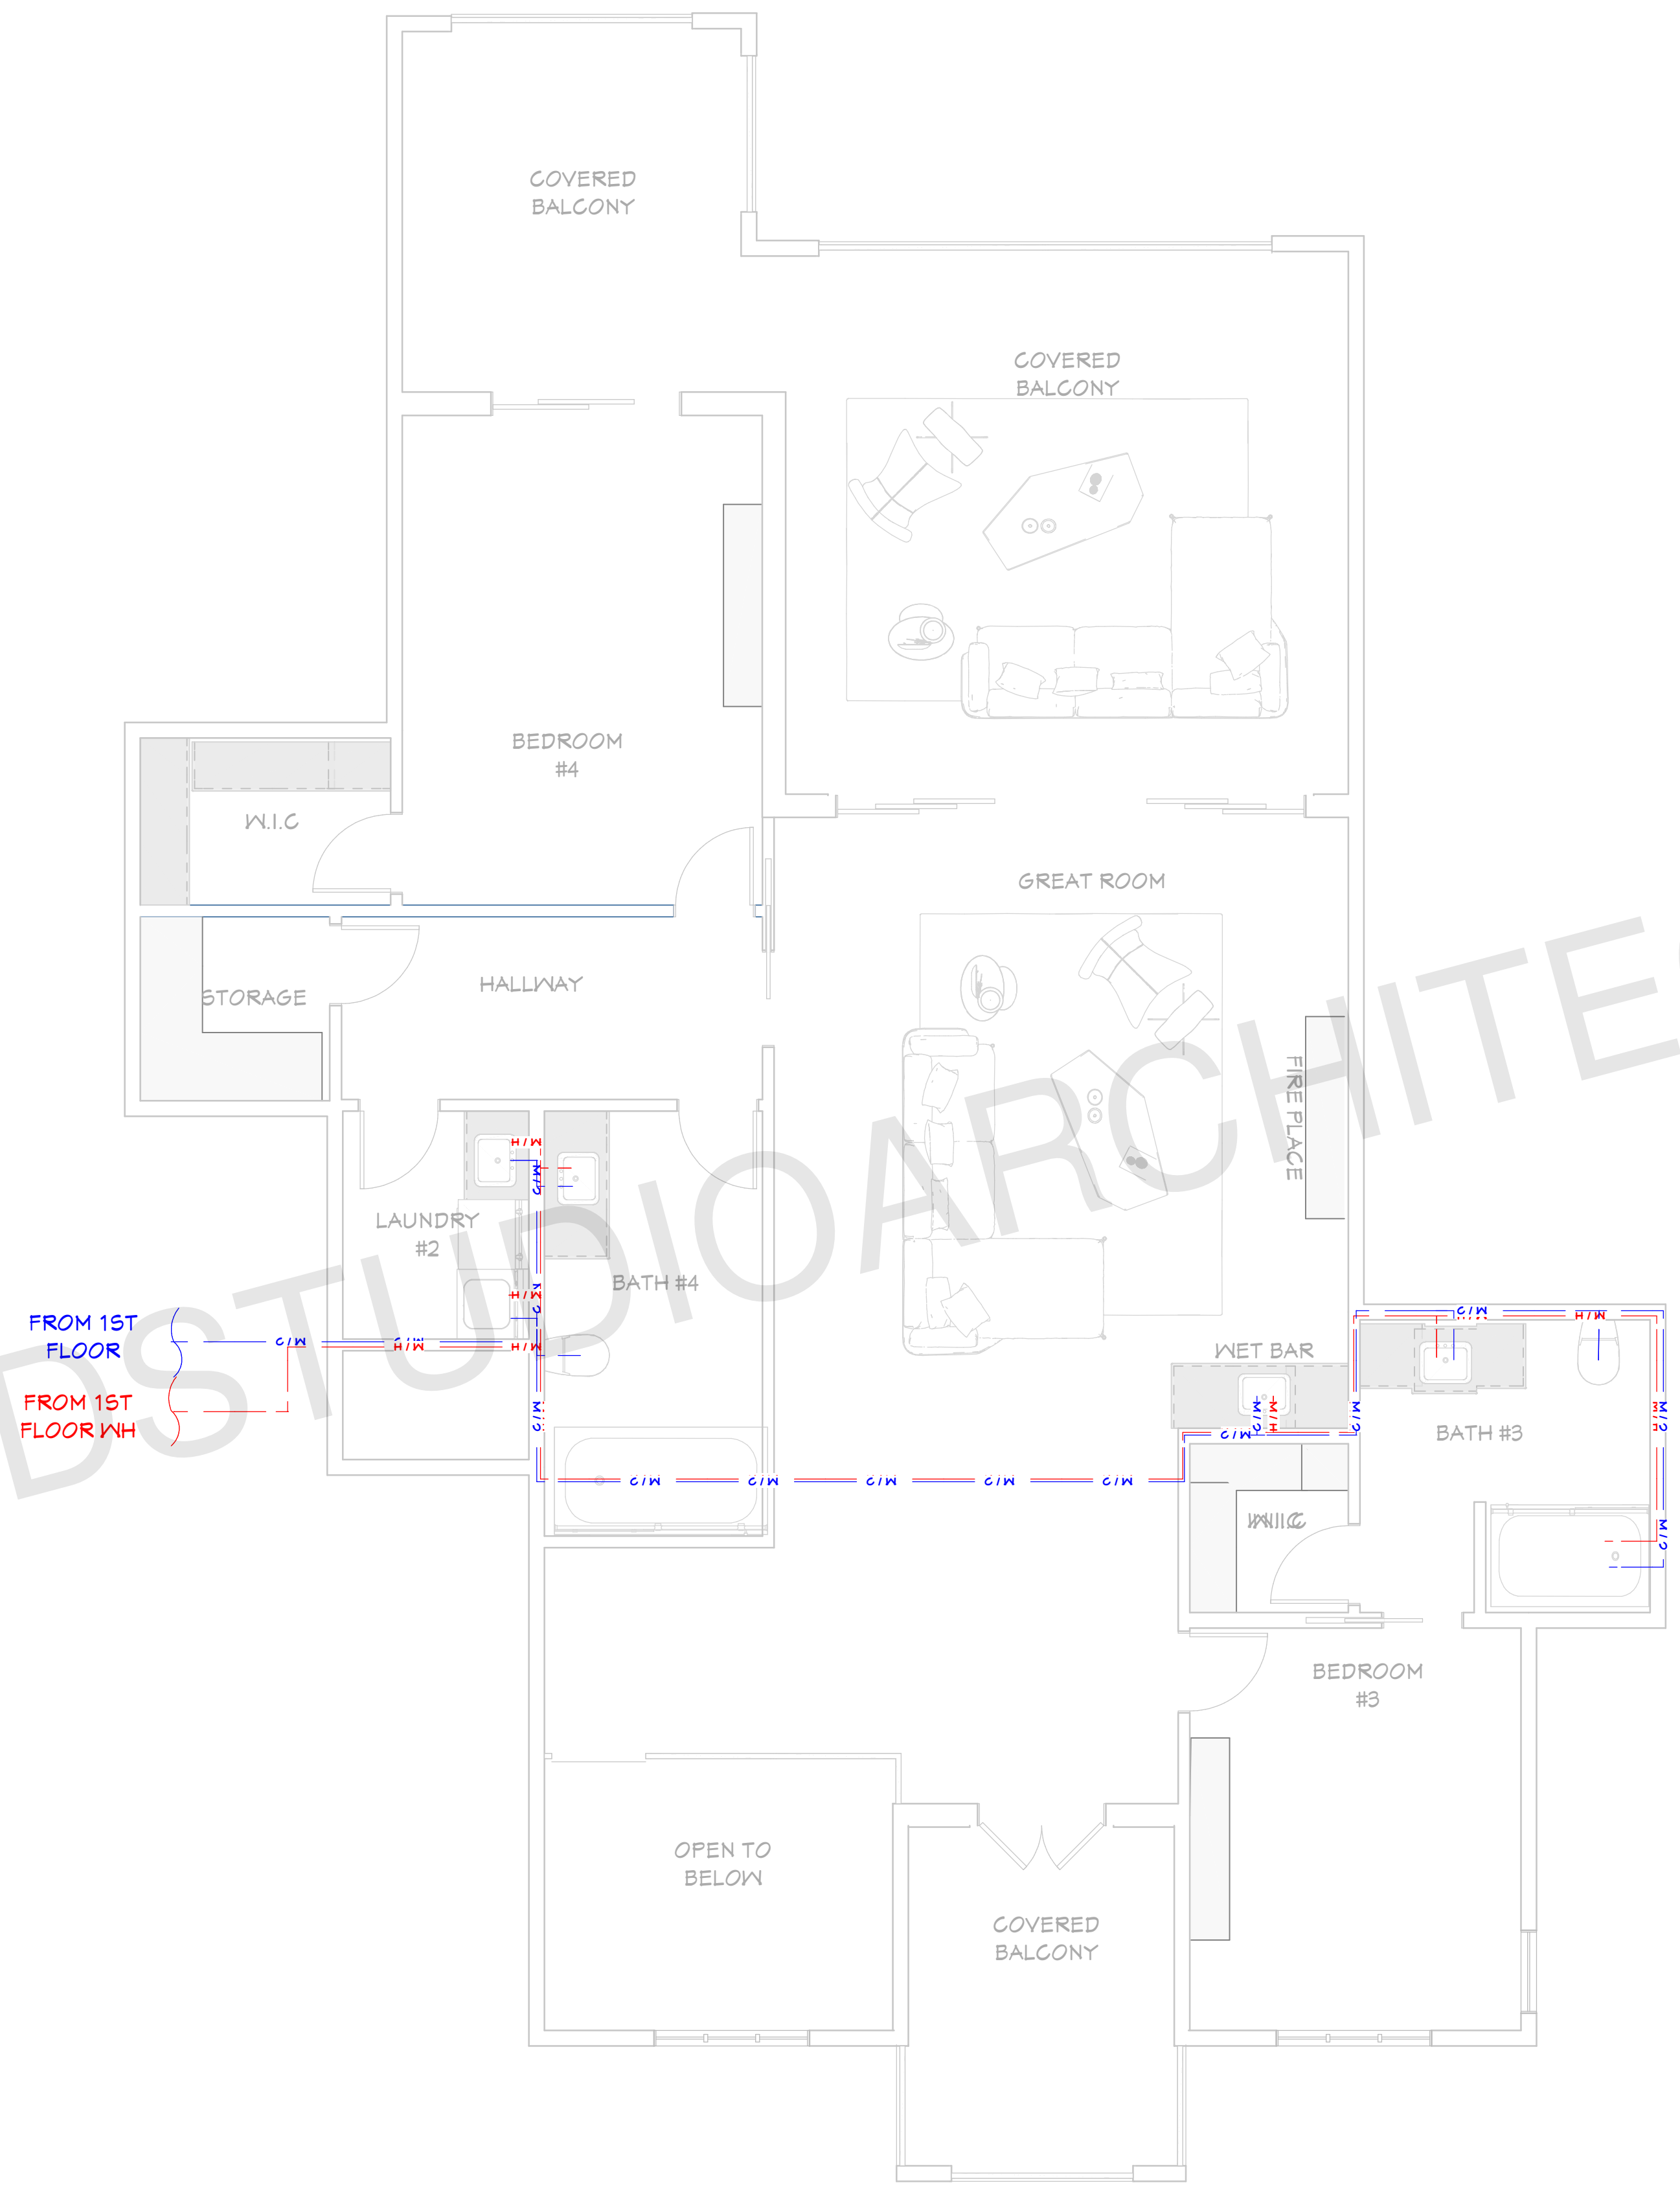 COVERED
BALCONY
COVERED
BALCONY
BEDROOM
#4
W.I.C
GREAT ROOM
STORAGE
HALLWAY
FIRE PLACE
DSTUDIOARCHITE
H/W
C/W
LAUNDRY
#2
BATH #4
H/W
FROM 1ST
FLOOR
C/W
C/W
H/W
H/W
FROM 1ST
FLOOR WH
C/W
WET BAR
C/W
H/W
C/W
H/W
C/W
C/W
H/W
C/W
BATH #3
C/W
C/W
C/W
C/W
C/W
W.I.C
C/W
BEDROOM
#3
OPEN TO
BELOW
COVERED
BALCONY